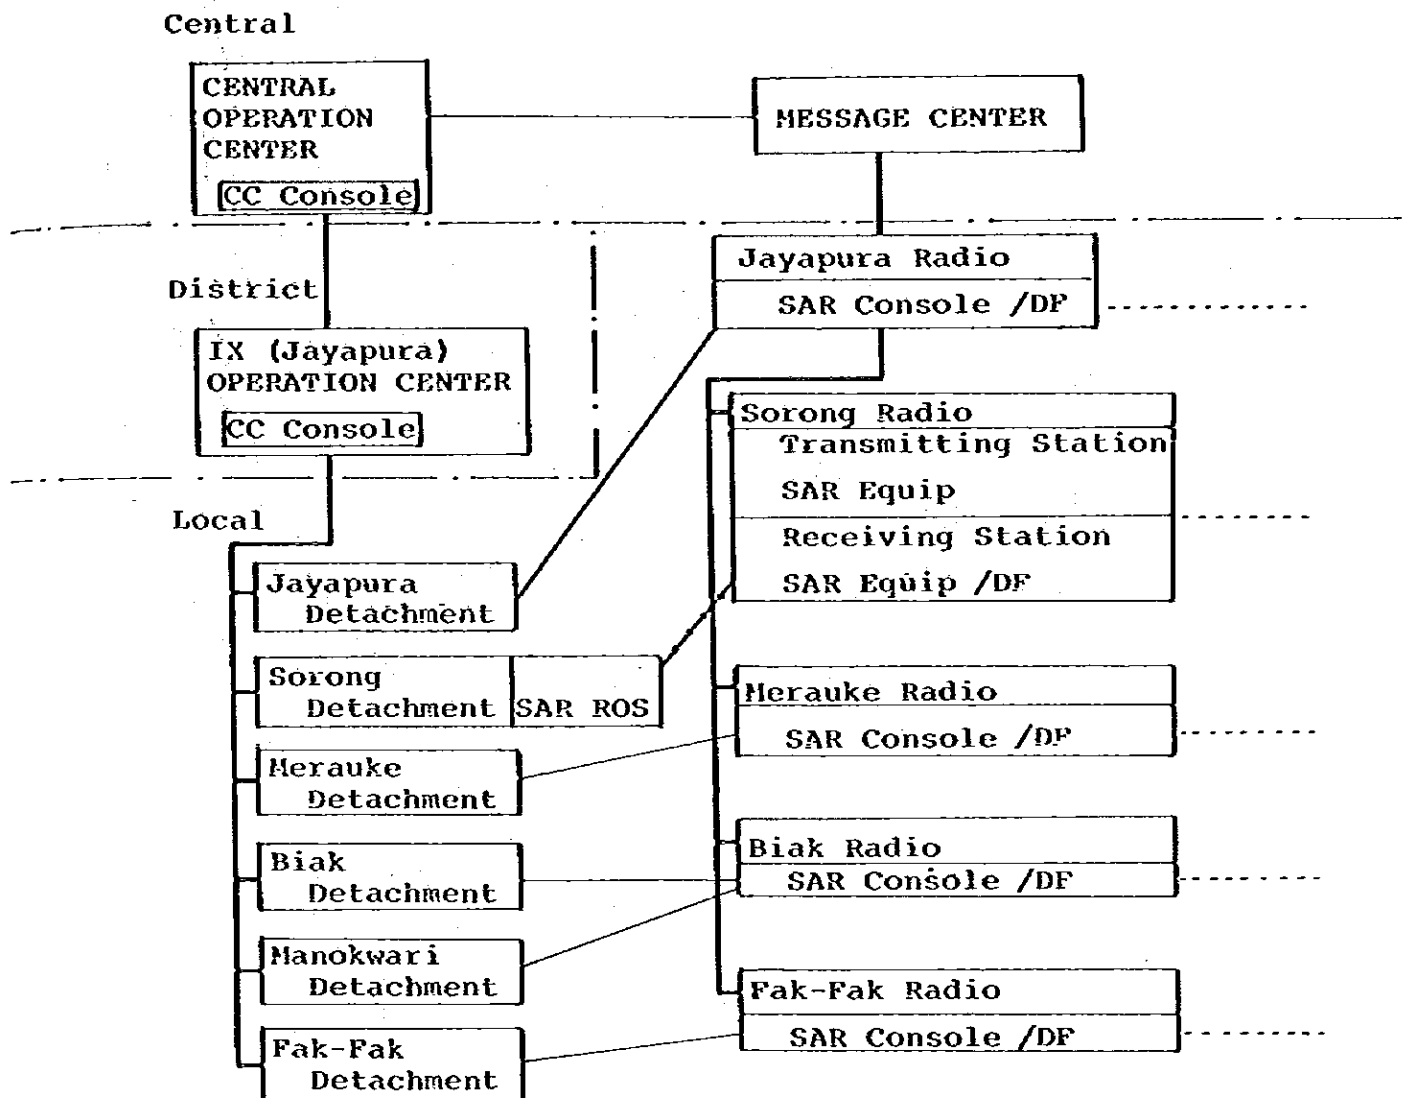 Central
CENTRAL
OPERATION
CENTER
CC Console
MESSAGE CENTER
District
IX (Jayapura)
OPERATION CENTER
CC Console
Jayapura Radio
SAR Console /DF
Local
Jayapura
Detachment
Sorong
Detachment
SAR ROS
Merauke
Detachment
Biak
Detachment
Manokwari
Detachment
Fak-Fak
Detachment
Sorong Radio
Transmitting Station
SAR Equip
Receiving Station
SAR Equip /DF
Merauke Radio
SAR Console /DF
Biak Radio
SAR Console /DF
Fak-Fak Radio
SAR Console /DF